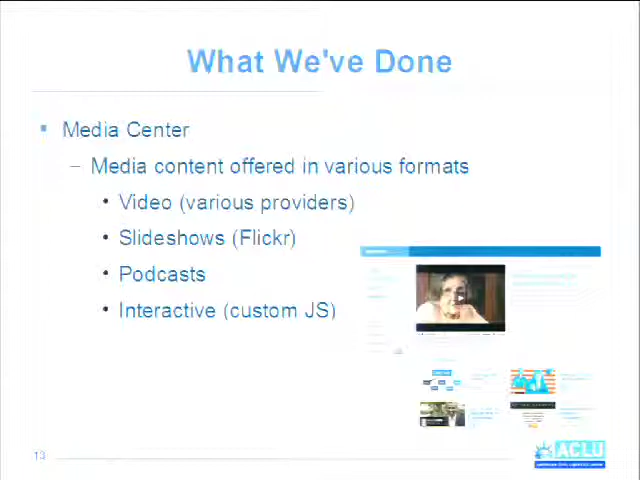 What We've Done
Media Center
– Media content offered in various formats
• Video (various providers)
• Slideshows (Flickr)
• Podcasts
• Interactive (custom JS)
13
ACLU